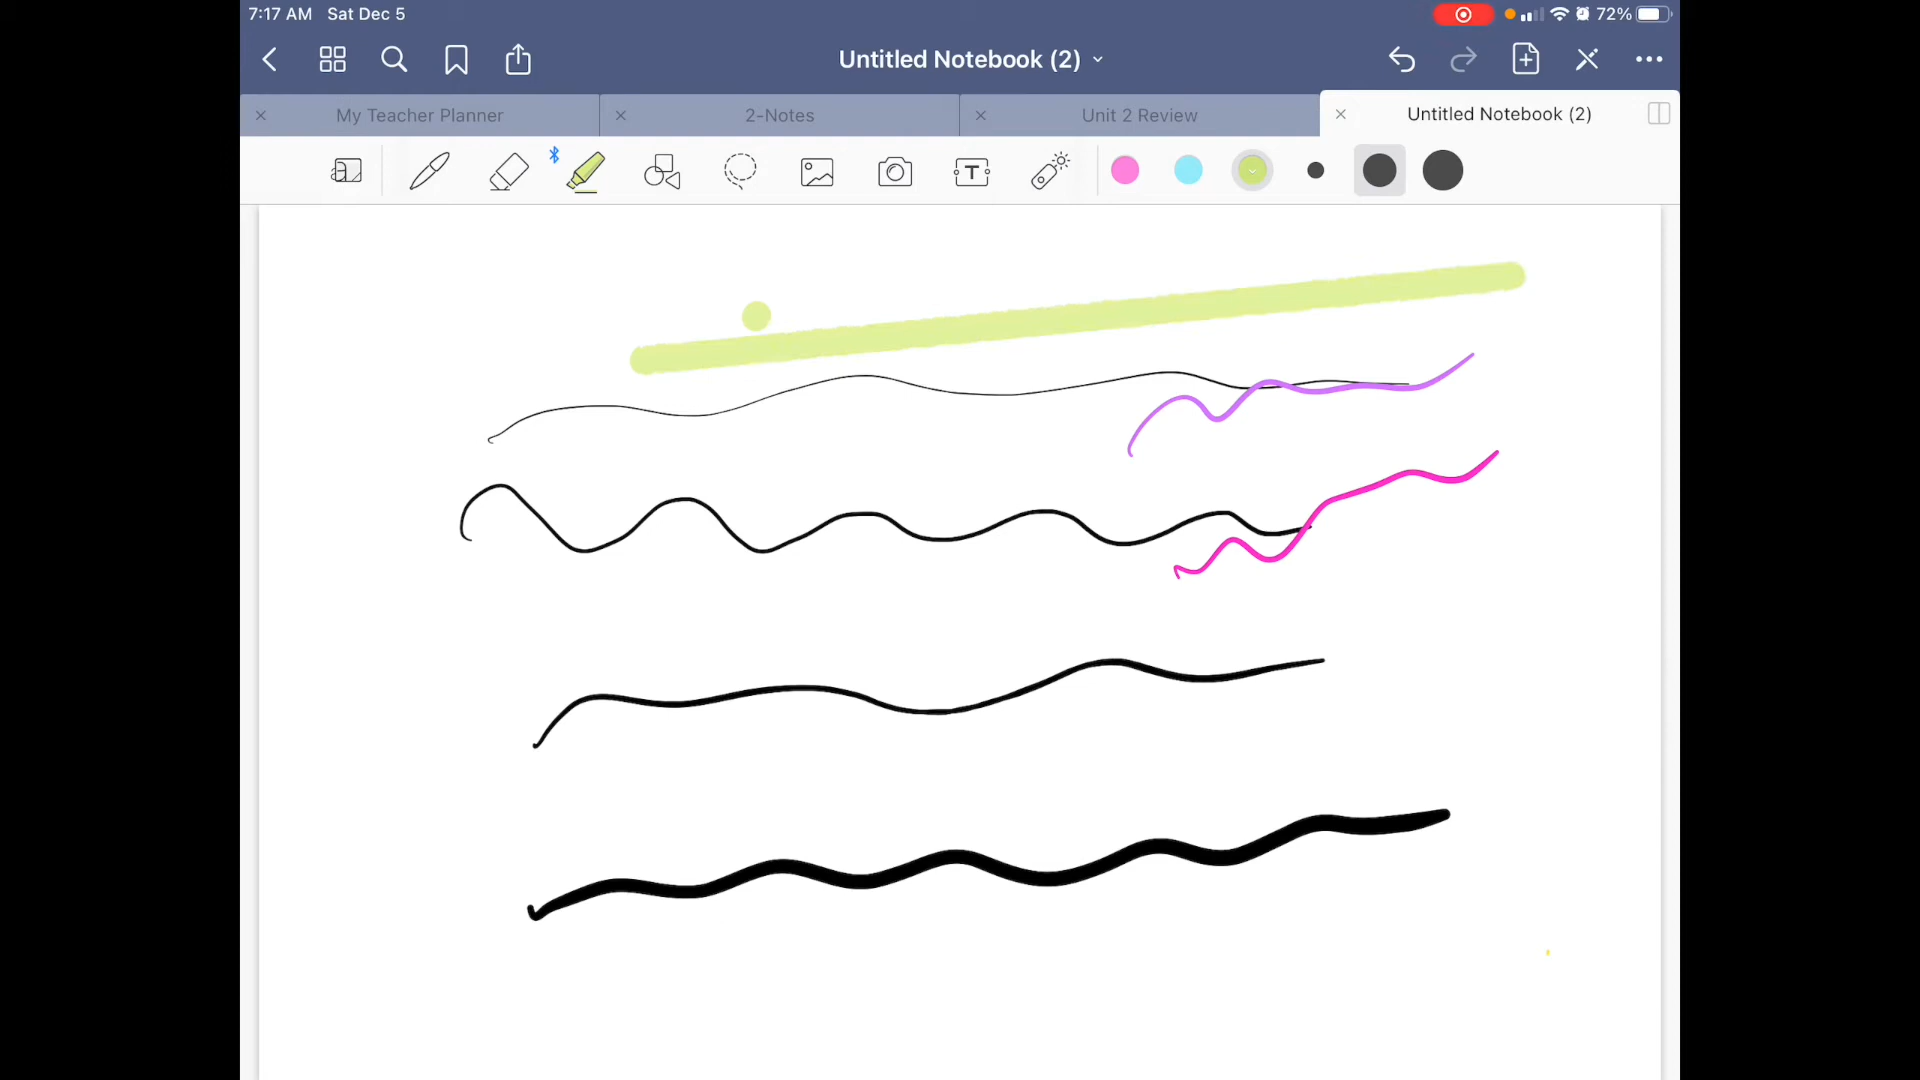 7:17 AM Sat Dec 5
72%
Untitled Notebook (2)
My Teacher Planner
2-Notes
Unit 2 Review
Untitled Notebook (2)
a
T